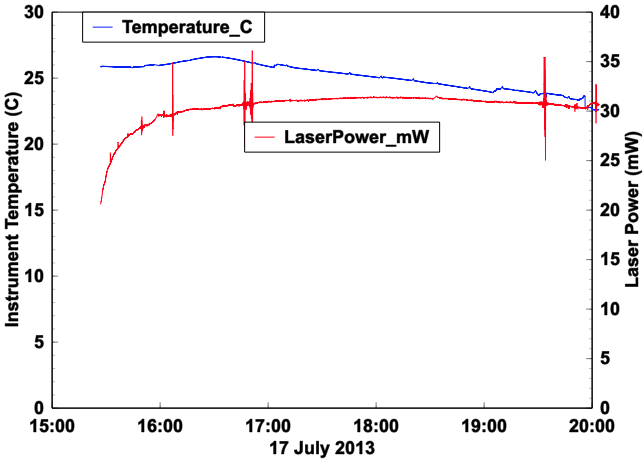 Temperature_C
LaserPower_mW
Instrument Temperature (C)
30
25
20
15
10
5
0
40
35
30
25
20
15
10
5
0
Laser Power (mW)
15:00 16:00 17:00 18:00 19:00 20:00
17 July 2013